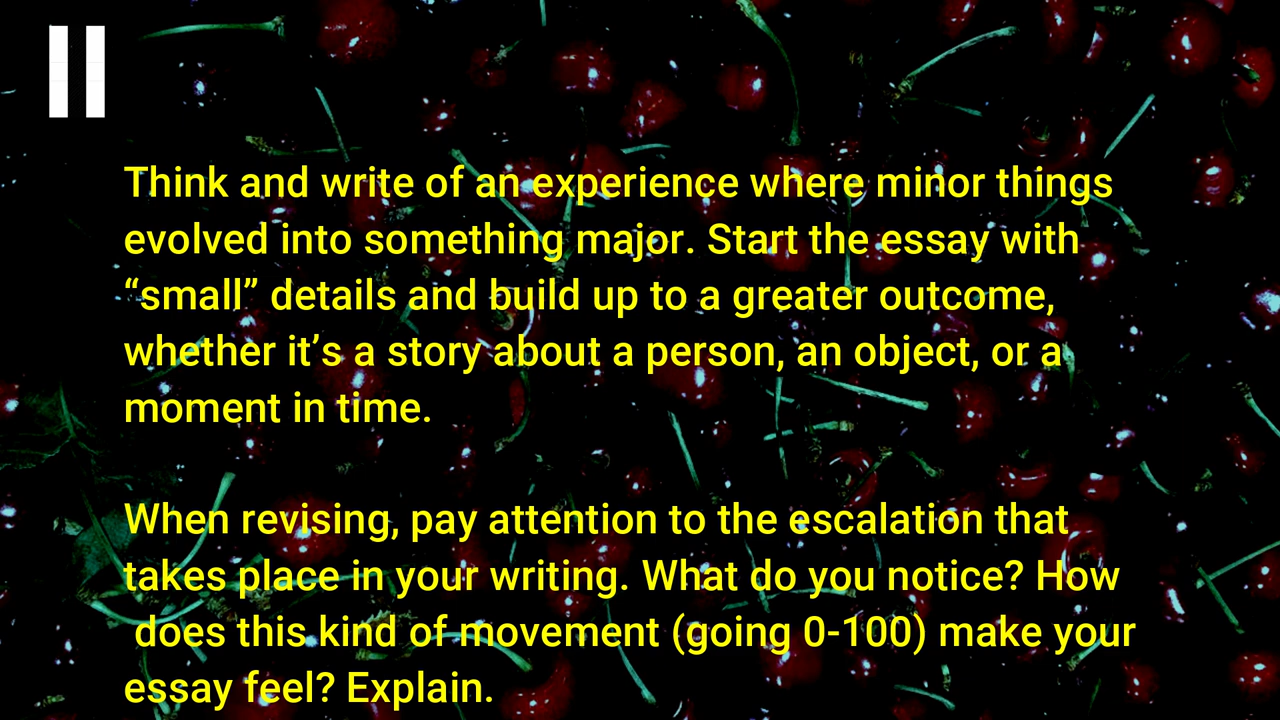 II
Think and write of an experience where minor things
evolved into something major. Start the essay with
“small” details and build up to a greater outcome,
whether it’s a story about a person, an object, or a
moment in time.
When revising, pay attention to the escalation that
takes place in your writing. What do you notice? How
does this kind of movement (going 0-100) make your
essay feel? Explain.